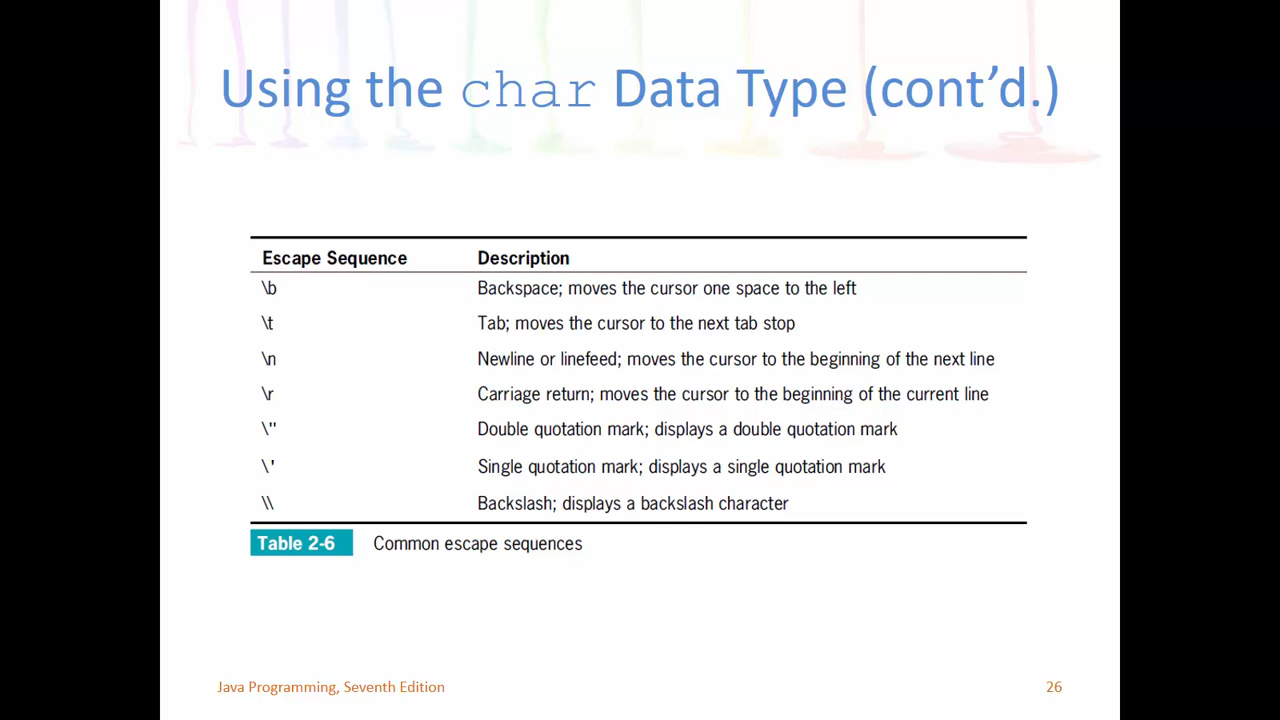 Using the char Data Type (cont’d.)
Escape Sequence Description
\b Backspace; moves the cursor one space to the left
\t Tab; moves the cursor to the next tab stop
\n Newline or linefeed; moves the cursor to the beginning of the next line
\r Carriage return; moves the cursor to the beginning of the current line
\" Double quotation mark; displays a double quotation mark
\' Single quotation mark; displays a single quotation mark
\\ Backslash; displays a backslash character
Table 2-6 Common escape sequences
Java Programming, Seventh Edition 26